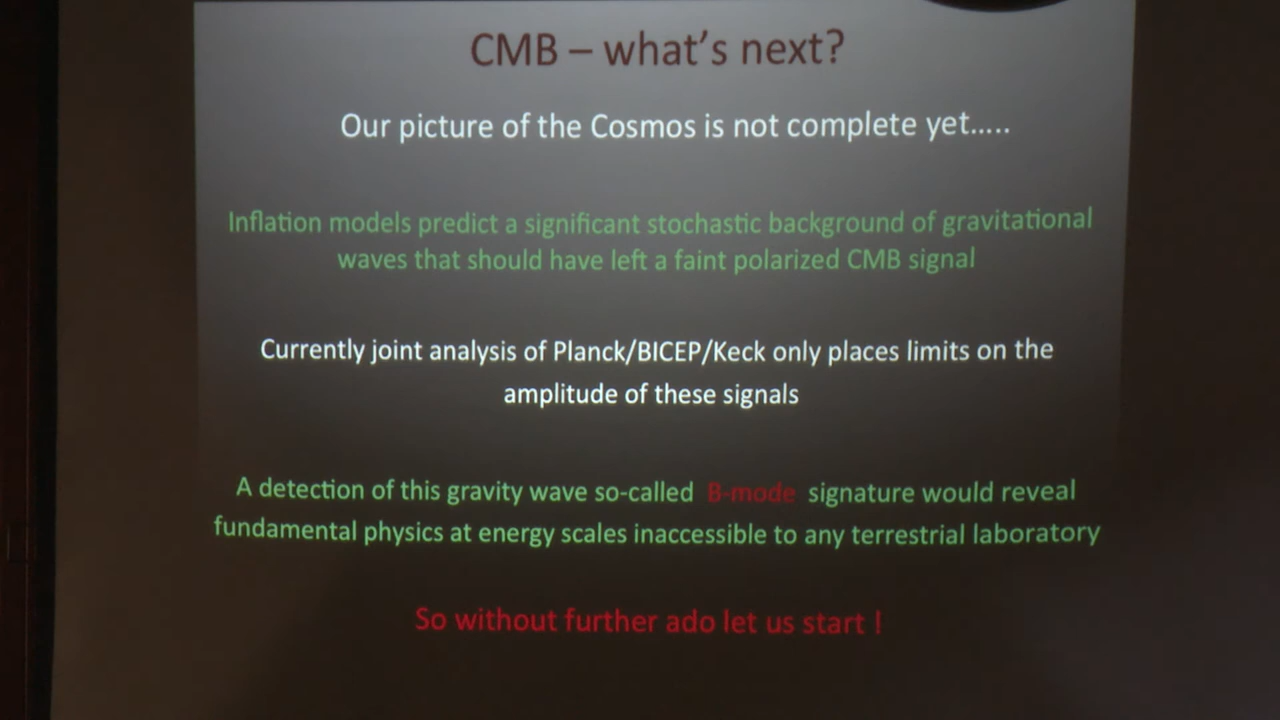 CMB – what's next?
Our picture of the Cosmos is not complete yet.....
Inflation models predict a significant stochastic background of gravitational
waves that should have left a faint polarized CMB signal
Currently joint analysis of Planck/BICEP/Keck only places limits on the
amplitude of these signals
A detection of this gravity wave so-called B-mode signature would reveal
fundamental physics at energy scales inaccessible to any terrestrial laboratory
So without further ado let us start !